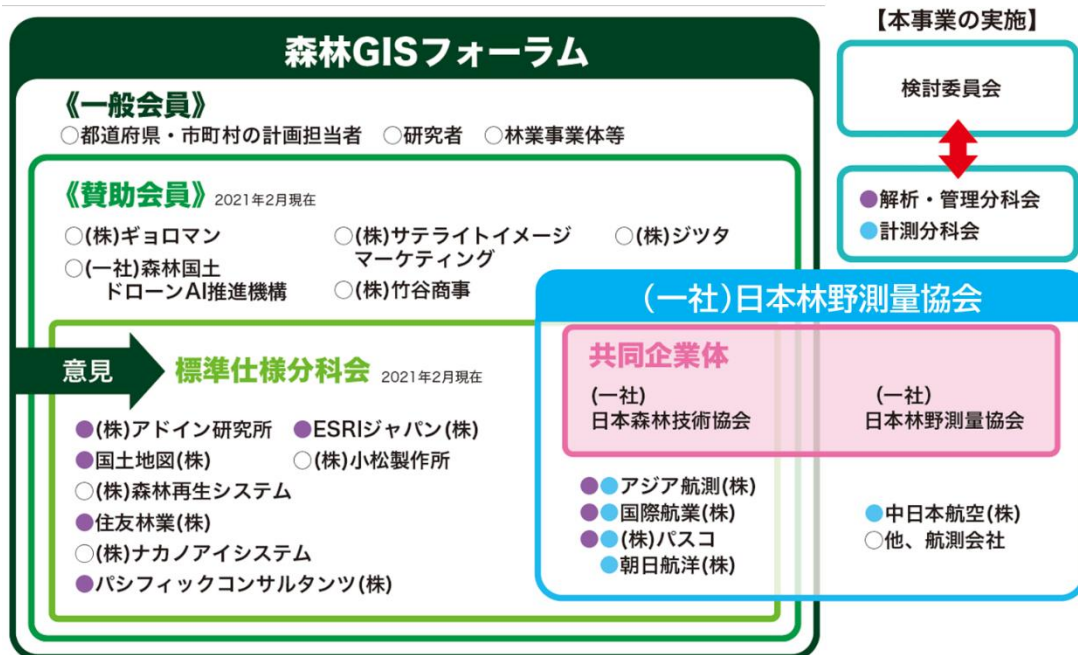 森林GISフォーラム
《一般会員》
○都道府県・市町村の計画担当者 ○研究者 ○林業事業体等
《賛助会員》 2021年2月現在
○(株)ギョロマン
○(一社)森林国土
ドローンAI推進機構
○(株)サテライトイメージ
マーケティング
○(株)竹谷商事
○(株)ジツタ
意見
標準仕様分科会 2021年2月現在
●(株)アドイン研究所 ●ESRIジャパン(株)
●国土地図(株) ○(株)小松製作所
○(株)森林再生システム
●住友林業(株)
○(株)ナカノアイシステム
●パシフィックコンサルタンツ(株)
【本事業の実施】
検討委員会
●解析・管理分科会
●計測分科会
(一社)日本林野測量協会
共同企業体
(一社)
日本森林技術協会
(一社)
日本林野測量協会
●●アジア航測(株)
●●国際航業(株)
●●(株)パスコ
●朝日航洋(株)
●中日本航空(株)
○他、航測会社